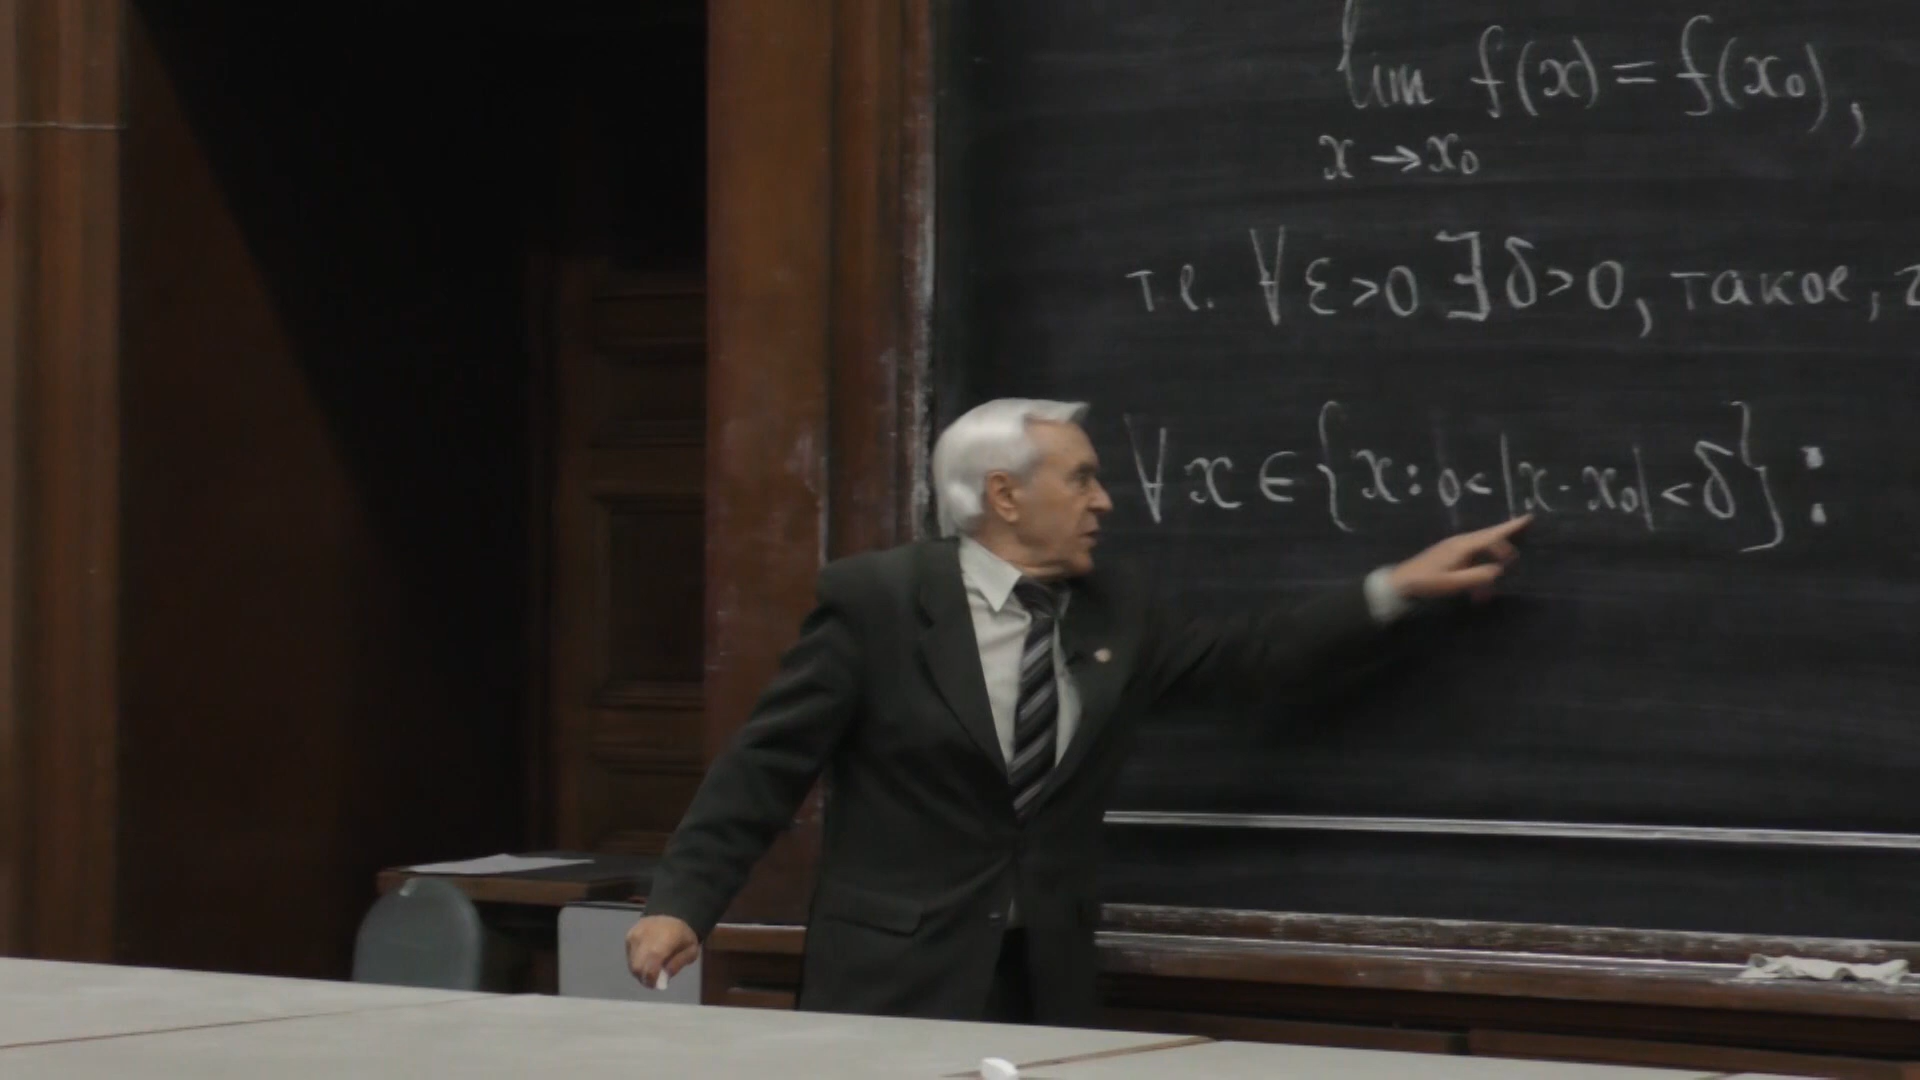 lim f(x) = f(x₀),
x → x₀
т.е. ∀ ε>0 ∃ δ>0, такое,
∀ x ∈ {x : 0 < |x - x₀| < δ} :